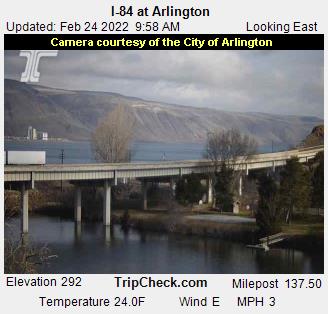 I-84 at Arlington
Updated: Feb 24 2022 9:58 AM Looking East
Camera courtesy of the City of Arlington
Elevation 292 TripCheck.com Milepost 137.50
Temperature 24.0F Wind E MPH 3